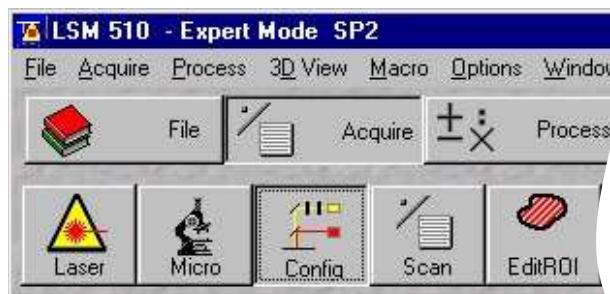 LSM 510 - Expert Mode SP2
File Acquire Process 3D View Macro Options Window
File Acquire Process
Laser Micro Config Scan EditROI